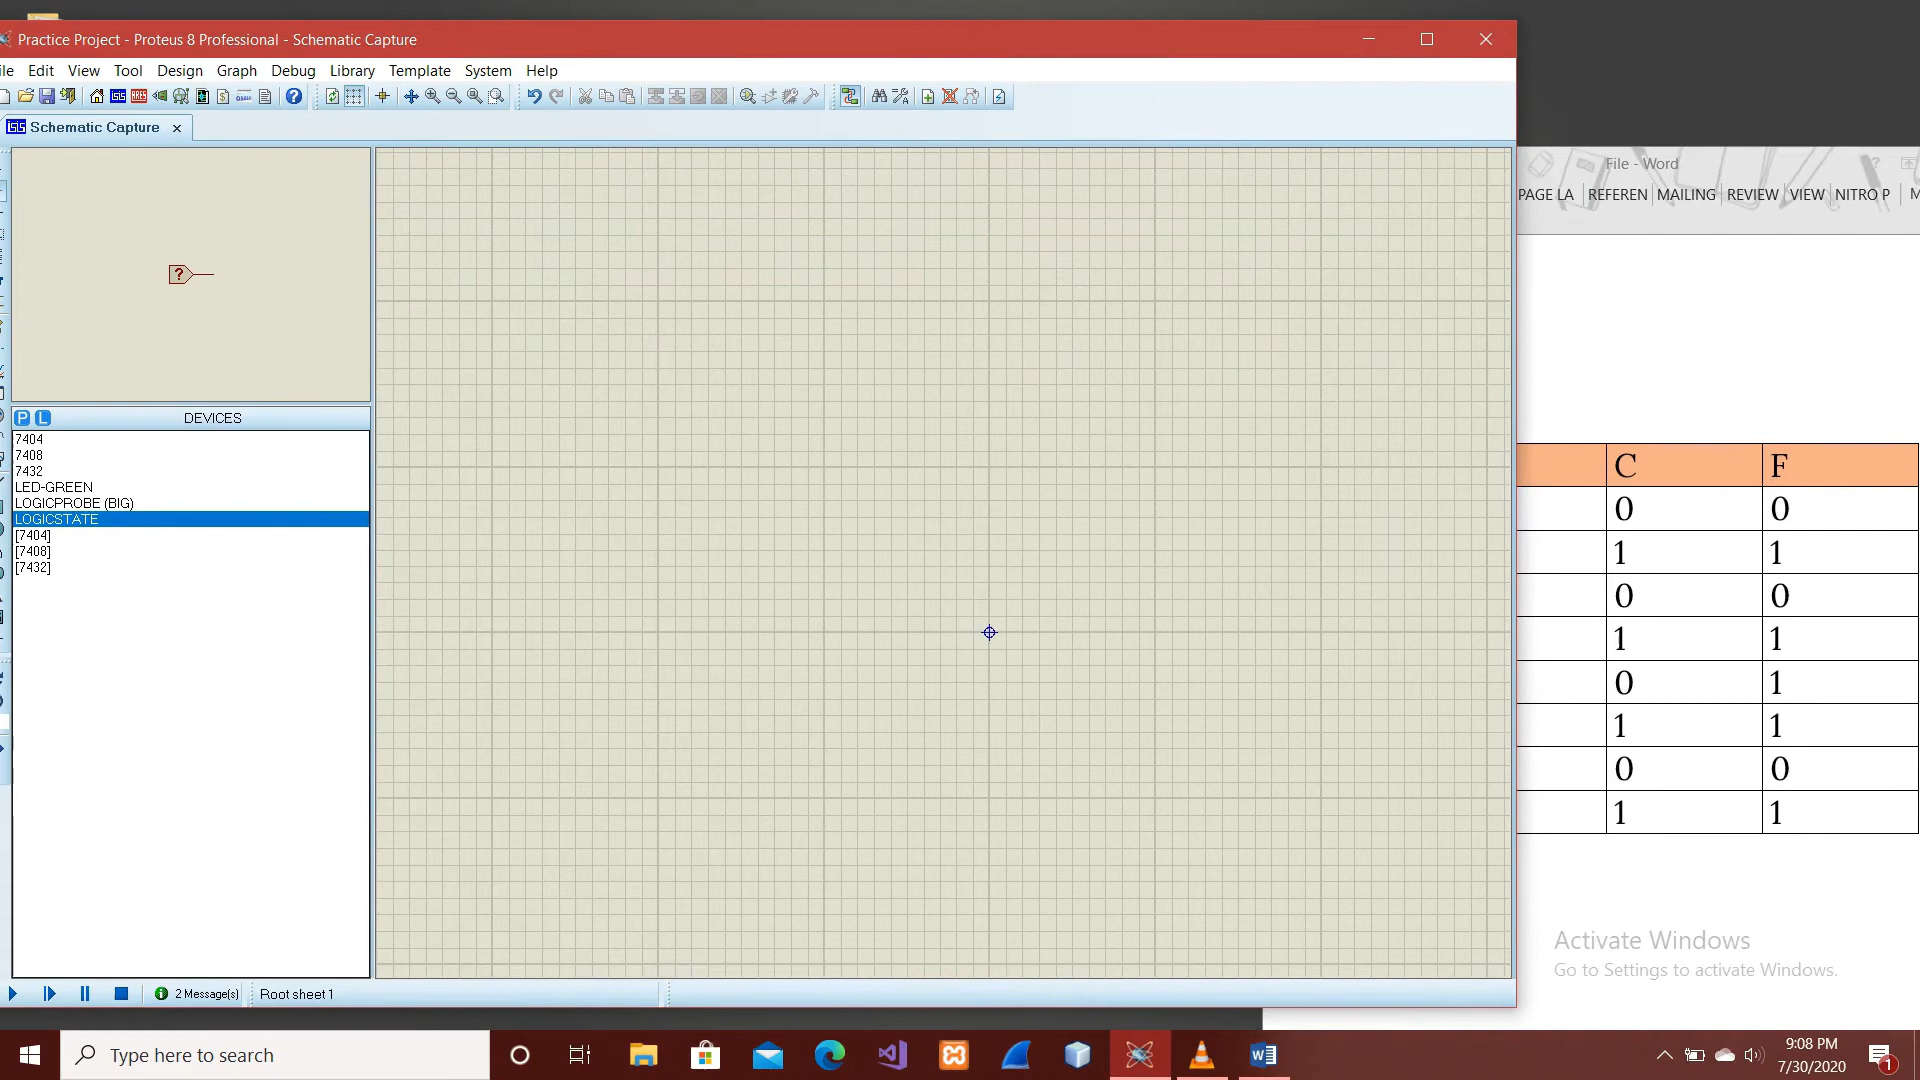 Practice Project - Proteus 8 Professional - Schematic Capture
ile Edit View Tool Design Graph Debug Library Template System Help
Schematic Capture
?
P L DEVICES
7404
7408
7432
LED-GREEN
LOGICPROBE (BIG)
LOGICSTATE
[7404]
[7408]
[7432]
2 Message(s) Root sheet 1
File - Word
PAGE LA REFEREN MAILING REVIEW VIEW NITRO P M
C F
0 0
1 1
0 0
1 1
0 1
1 1
0 0
1 1
Activate Windows
Go to Settings to activate Windows.
Type here to search
9:08 PM
7/30/2020
1